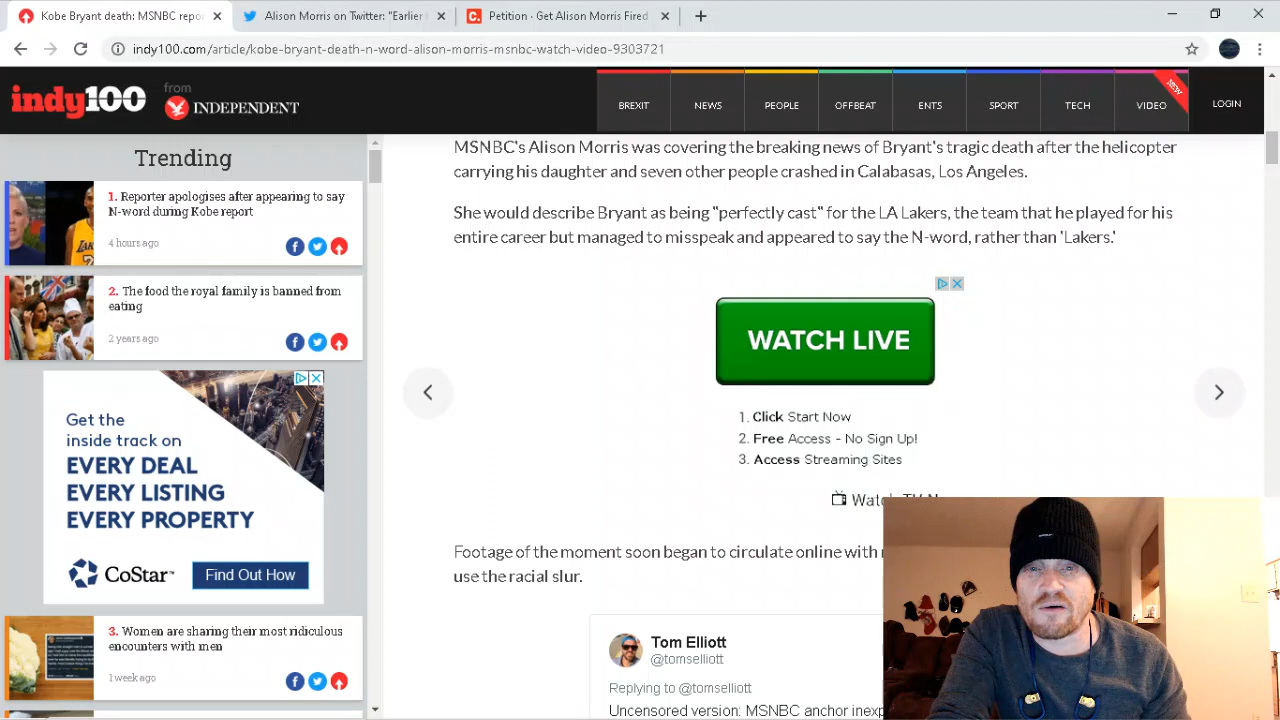 Kobe Bryant death: MSNBC repo
Alison Morris on Twitter: "Earlier t
Petition · Get Alison Morris Fired
indy100.com/article/kobe-bryant-death-n-word-alison-morris-msnbc-watch-video-9303721
indy100
from
INDEPENDENT
BREXIT
NEWS
PEOPLE
OFFBEAT
ENTS
SPORT
TECH
VIDEO
NEW
LOGIN
Trending
1. Reporter apologises after appearing to say
N-word during Kobe report
4 hours ago
2. The food the royal family is banned from
eating
2 years ago
Get the
inside track on
EVERY DEAL
EVERY LISTING
EVERY PROPERTY
CoStar™
Find Out How
3. Women are sharing their most ridiculous
encounters with men
1 week ago
MSNBC's Alison Morris was covering the breaking news of Bryant's tragic death after the helicopter
carrying his daughter and seven other people crashed in Calabasas, Los Angeles.
She would describe Bryant as being "perfectly cast" for the LA Lakers, the team that he played for his
entire career but managed to misspeak and appeared to say the N-word, rather than 'Lakers.'
WATCH LIVE
1. Click Start Now
2. Free Access - No Sign Up!
3. Access Streaming Sites
Watch TV N
Footage of the moment soon began to circulate online with
use the racial slur.
Tom Elliott
@tomselliott
Replying to @tomselliott
Uncensored version: MSNBC anchor inexp